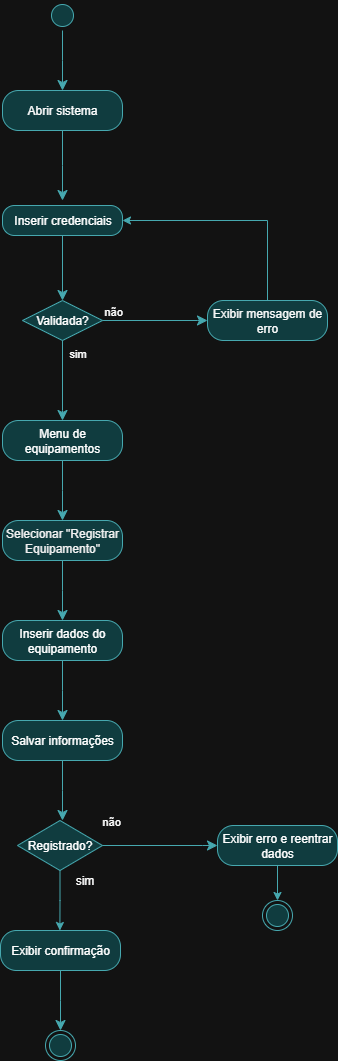 Abrir sistema
Inserir credenciais
Validada?
não
Exibir mensagem de
erro
sim
Menu de
equipamentos
Selecionar "Registrar
Equipamento"
Inserir dados do
equipamento
Salvar informações
Registrado?
não
Exibir erro e reentrar
dados
sim
Exibir confirmação